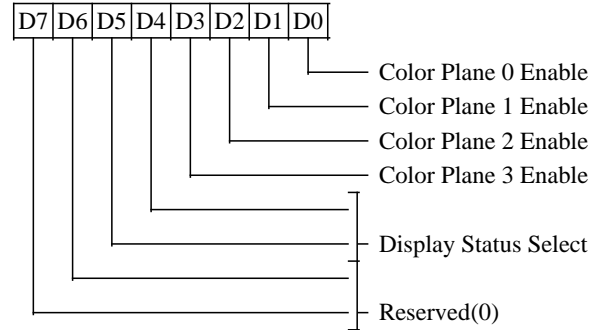 D7 D6 D5 D4 D3 D2 D1 D0
Color Plane 0 Enable
Color Plane 1 Enable
Color Plane 2 Enable
Color Plane 3 Enable
Display Status Select
Reserved(0)